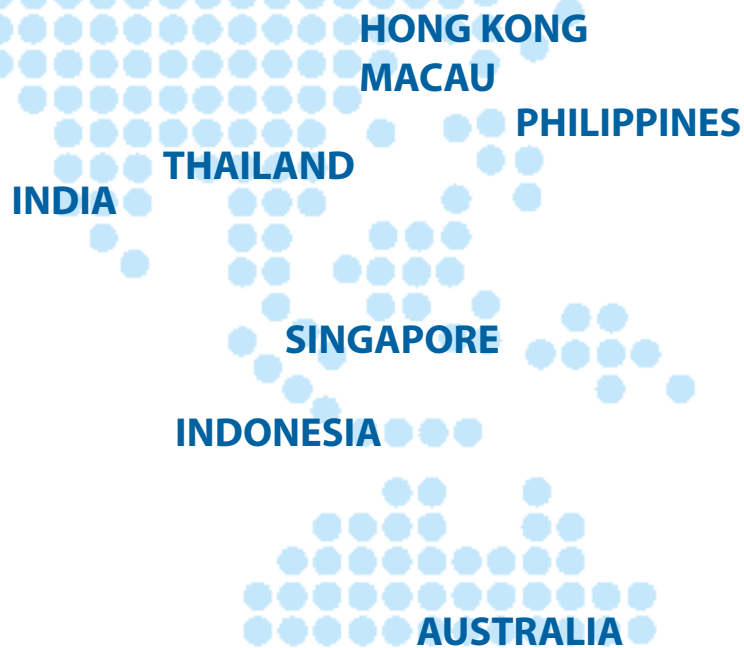 HONG KONG
MACAU
PHILIPPINES
THAILAND
INDIA
SINGAPORE
INDONESIA
AUSTRALIA